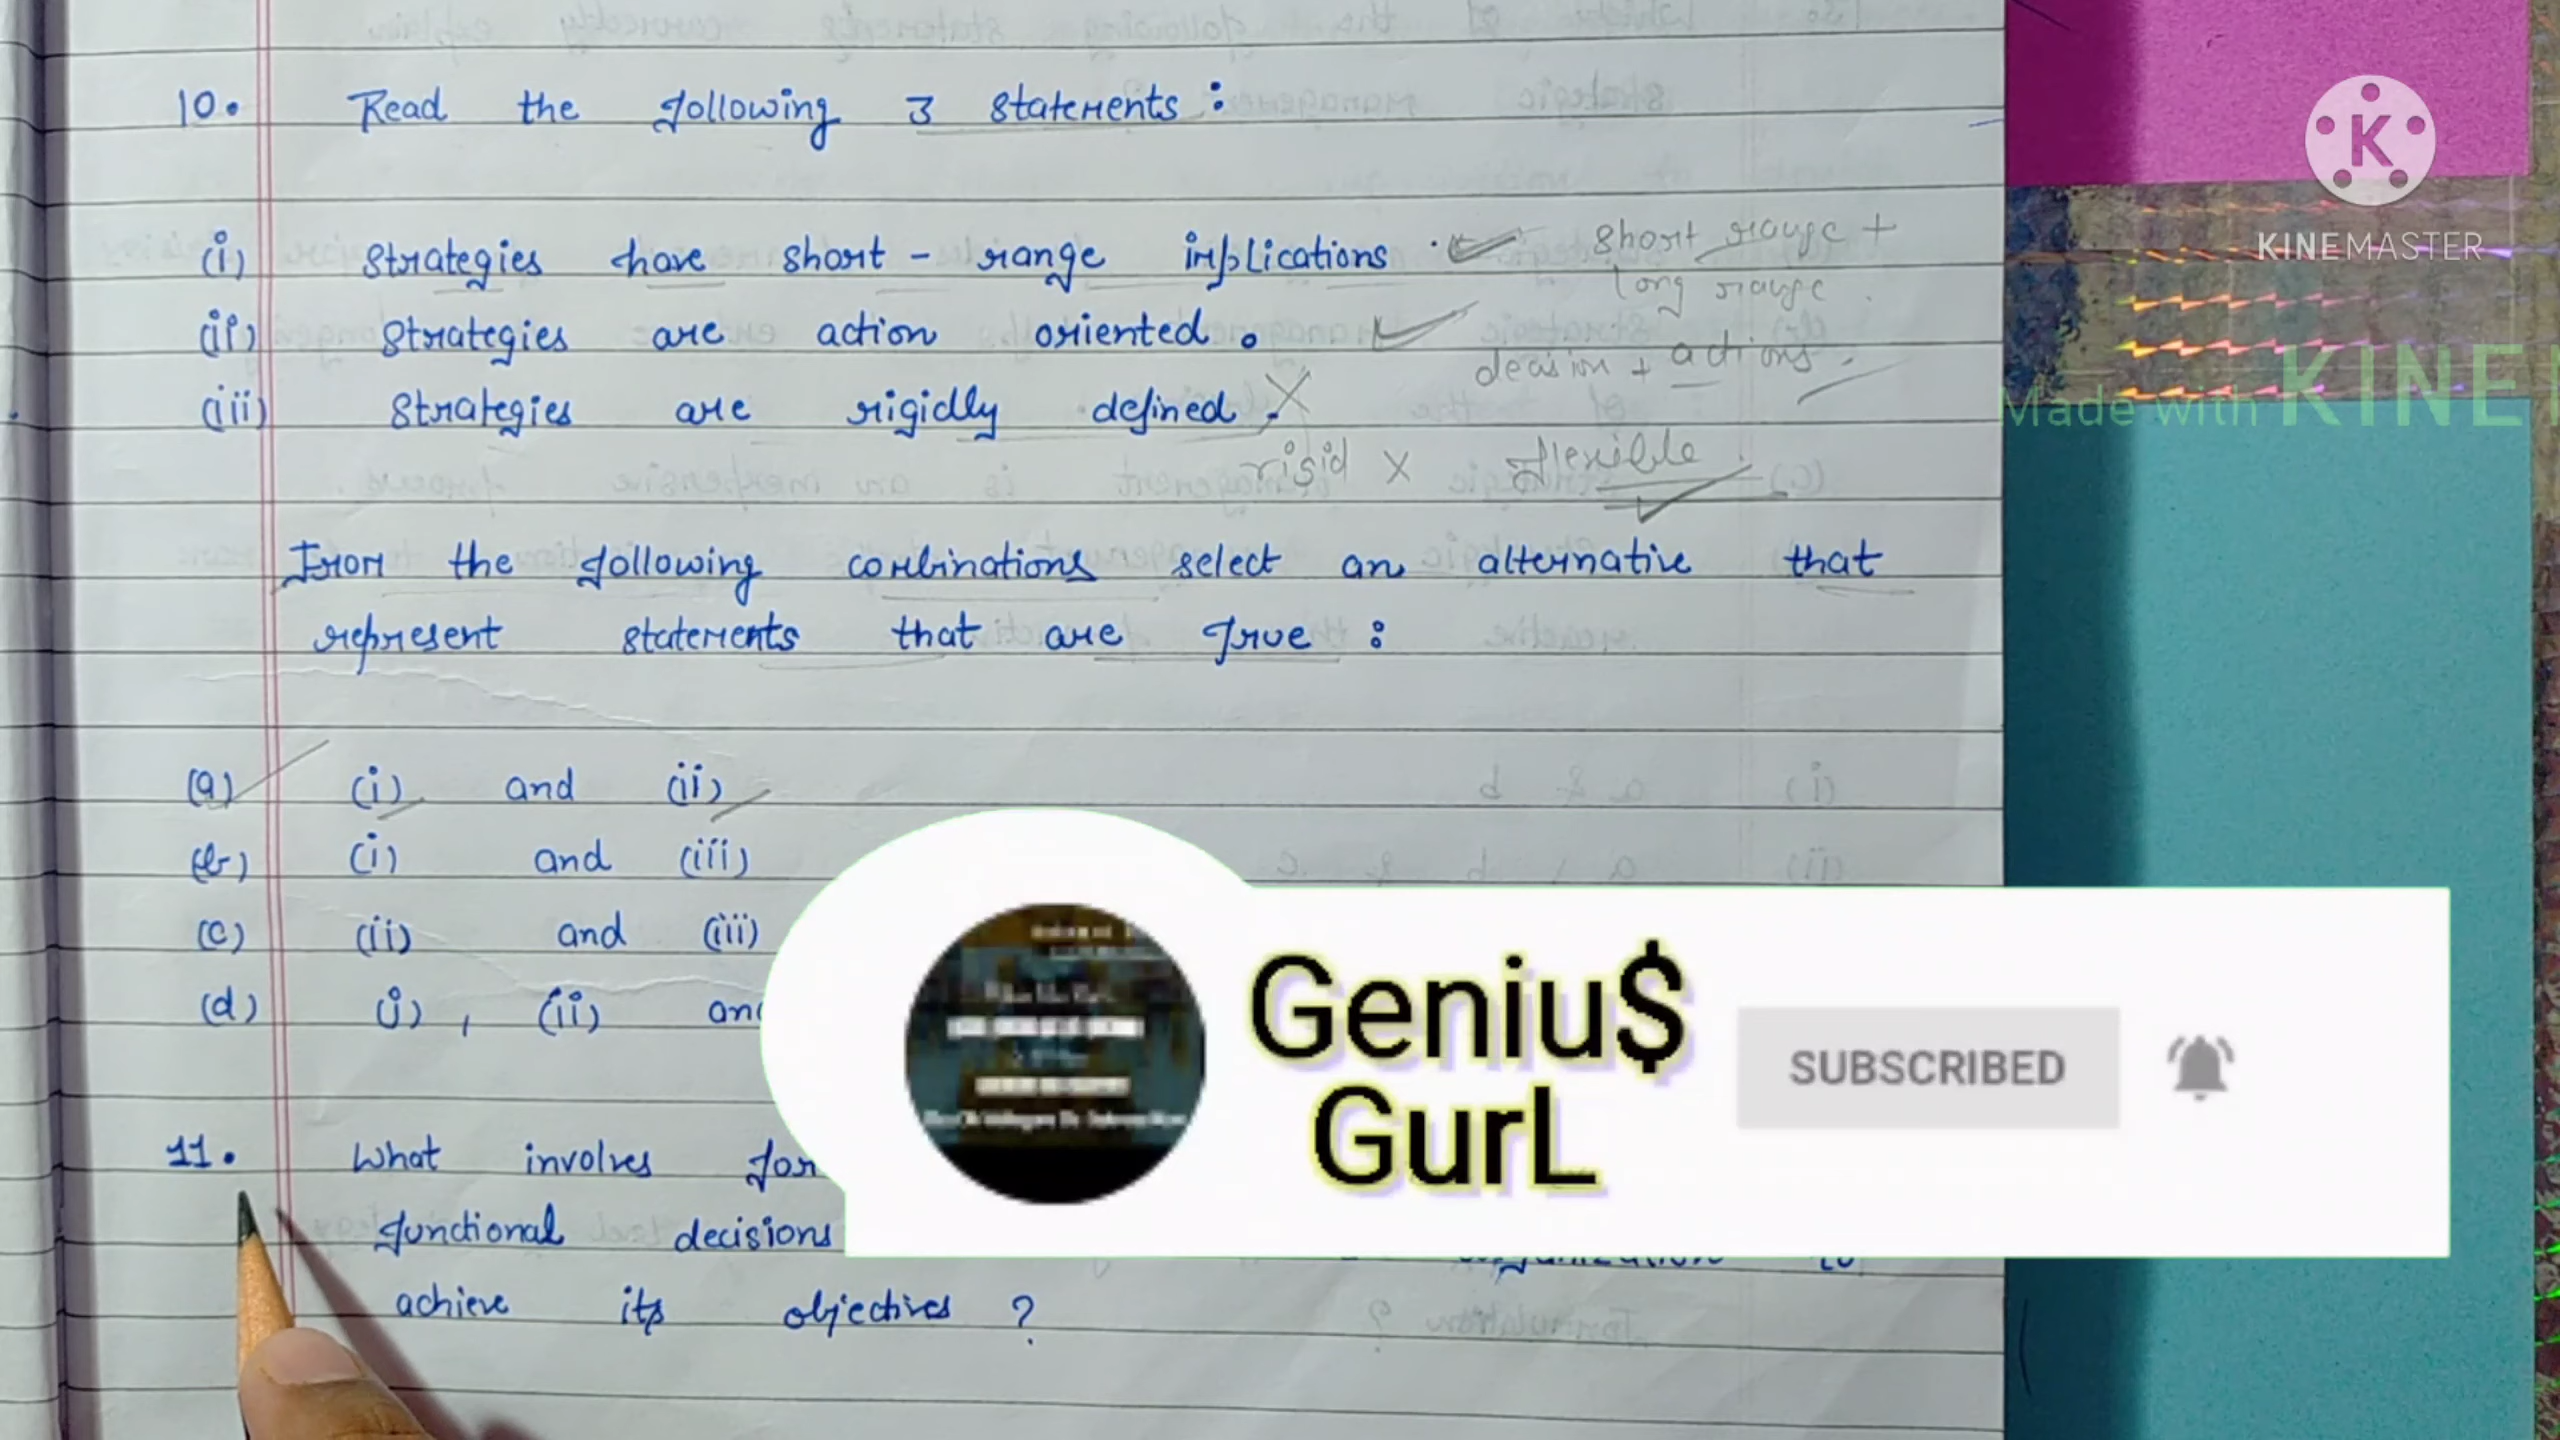 10. Read the following 3 statements:
(i) Strategies have short-range implications.
short range +
long range
(ii) Strategies are action oriented.
decision + actions.
(iii) Strategies are rigidly defined.
rigid x flexible
From the following combinations select an alternative that
represent statements that are true:
(a) (i) and (ii)
(b) (i) and (iii)
(c) (ii) and (iii)
(d) (i), (ii) and
11. What involves for
functional decisions
to
achieve its objectives?
K
KINEMASTER
Made with KINE
Geniu$
GurL
SUBSCRIBED